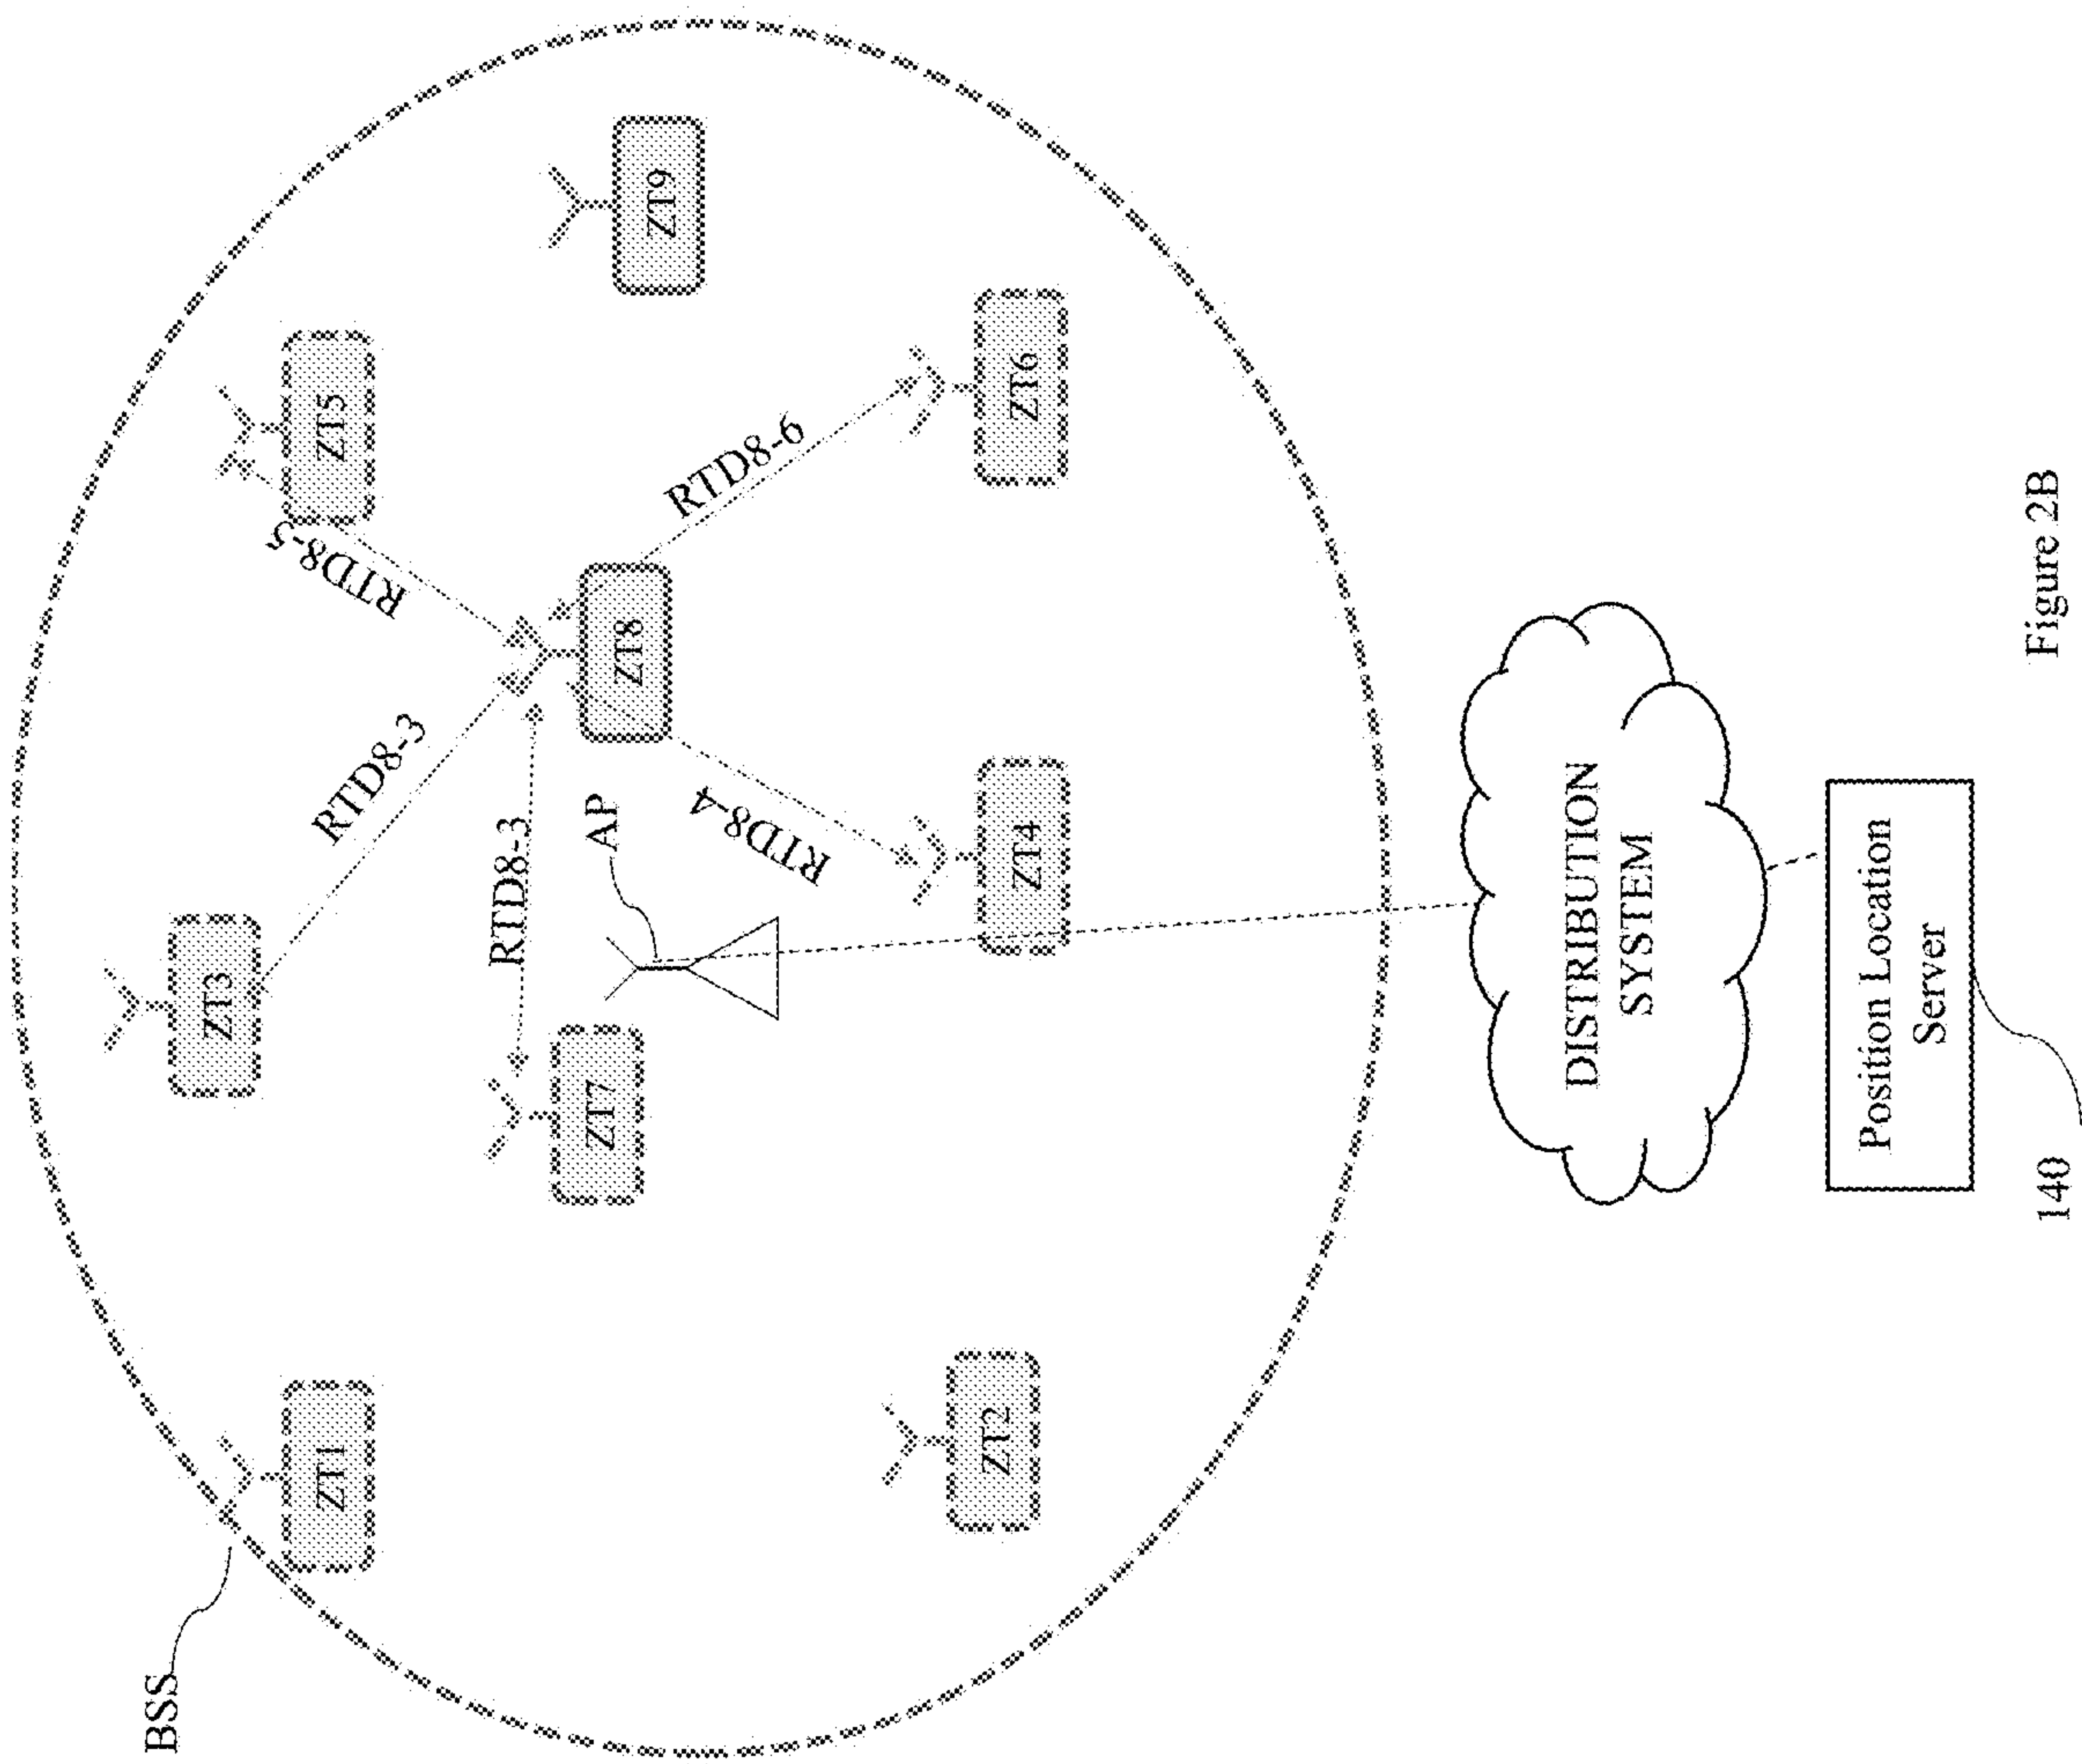 BSS
ZT1
ZT3
ZT5
RTD8-3
RTD8-5
ZT7
RTD8-3
AP
ZT8
ZT9
RTD8-4
RTD8-6
ZT2
ZT4
ZT6
DISTRIBUTION
SYSTEM
Position Location
Server
140
Figure 2B